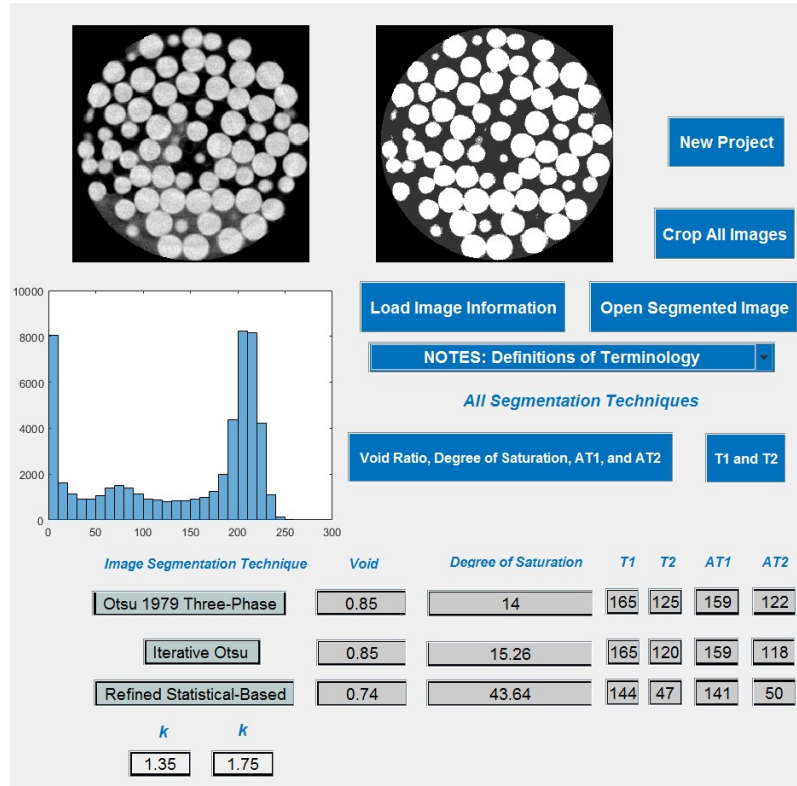 New Project
Crop All Images
Load Image Information
Open Segmented Image
NOTES: Definitions of Terminology
All Segmentation Techniques
Void Ratio, Degree of Saturation, AT1, and AT2
T1 and T2
10000
8000
6000
4000
2000
0
0 50 100 150 200 250 300
Image Segmentation Technique Void Degree of Saturation T1 T2 AT1 AT2
Otsu 1979 Three-Phase 0.85 14 165 125 159 122
Iterative Otsu 0.85 15.26 165 120 159 118
Refined Statistical-Based 0.74 43.64 144 47 141 50
k k
1.35 1.75